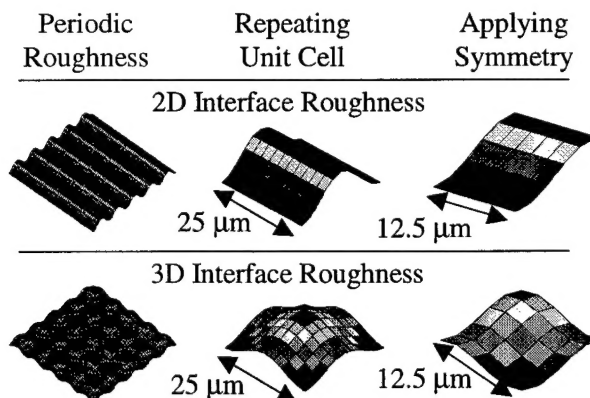 Periodic Repeating Applying
Roughness Unit Cell Symmetry
2D Interface Roughness
25 μm 12.5 μm
3D Interface Roughness
25 μm 12.5 μm